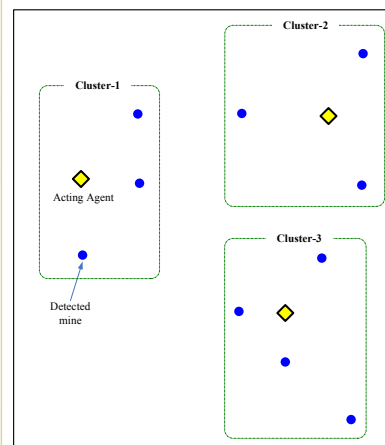 Cluster-2
Cluster-1
Acting Agent
Cluster-3
Detected
mine